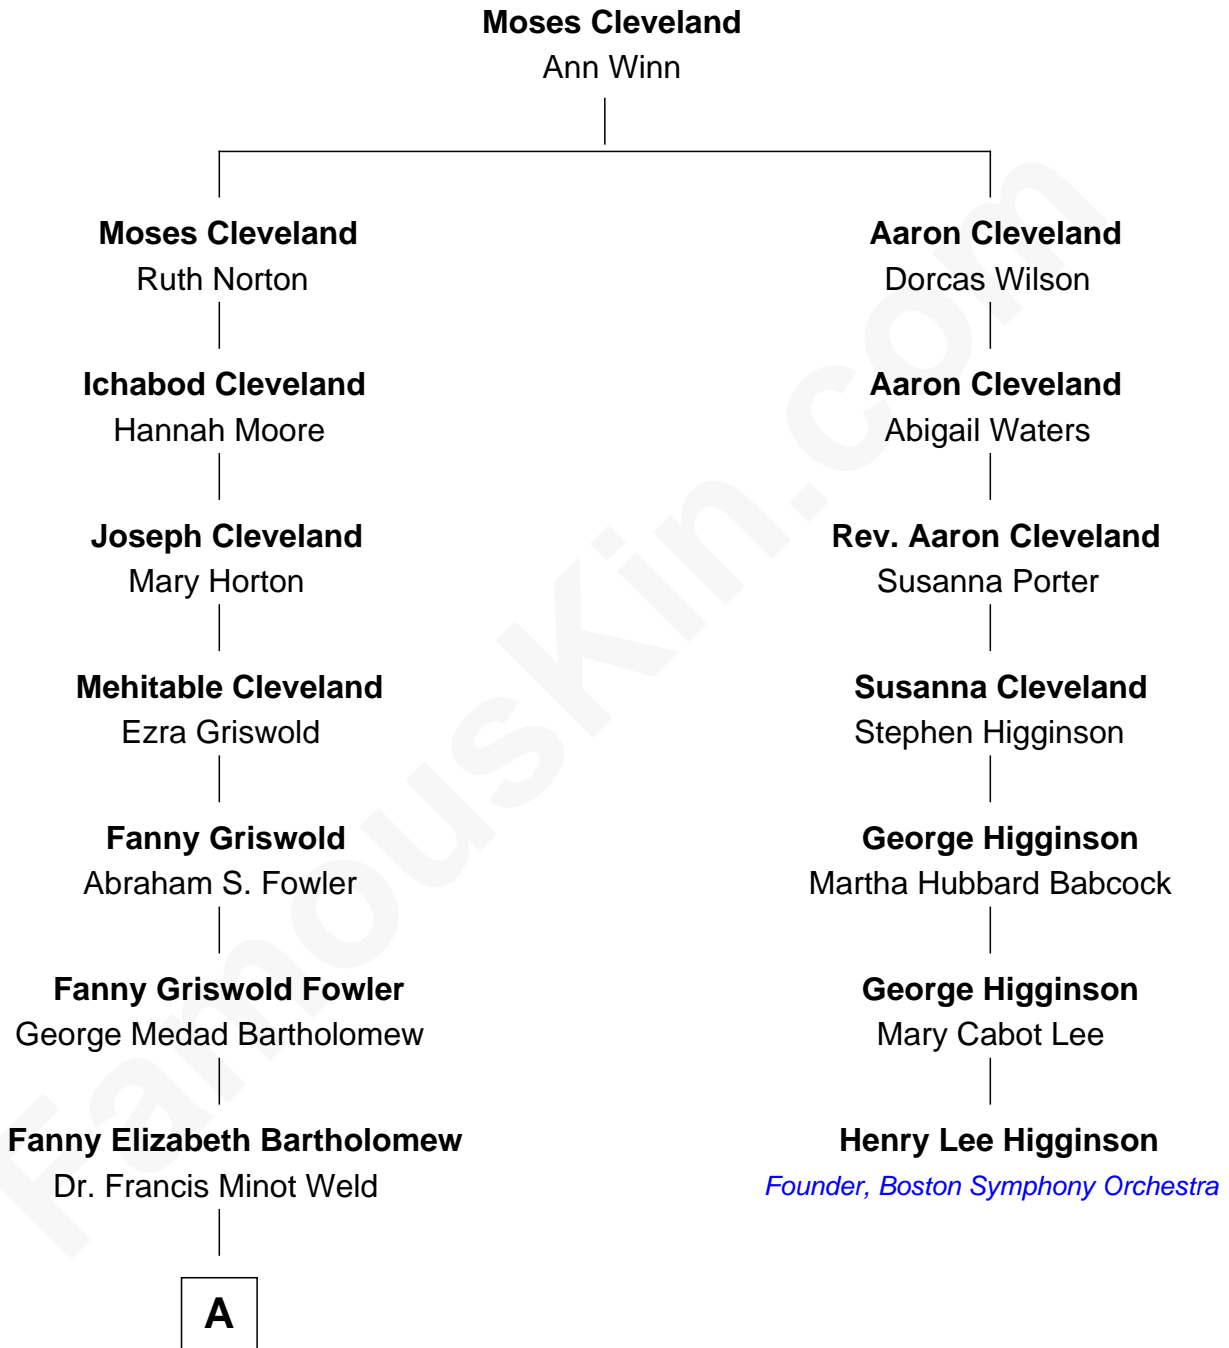 Moses Cleveland
Ann Winn
Moses Cleveland
Ruth Norton
Ichabod Cleveland
Hannah Moore
Joseph Cleveland
Mary Horton
Mehitable Cleveland
Ezra Griswold
Fanny Griswold
Abraham S. Fowler
Fanny Griswold Fowler
George Medad Bartholomew
Fanny Elizabeth Bartholomew
Dr. Francis Minot Weld
A
Aaron Cleveland
Dorcas Wilson
Aaron Cleveland
Abigail Waters
Rev. Aaron Cleveland
Susanna Porter
Susanna Cleveland
Stephen Higginson
George Higginson
Martha Hubbard Babcock
George Higginson
Mary Cabot Lee
Henry Lee Higginson
Founder, Boston Symphony Orchestra
FamousKin.com